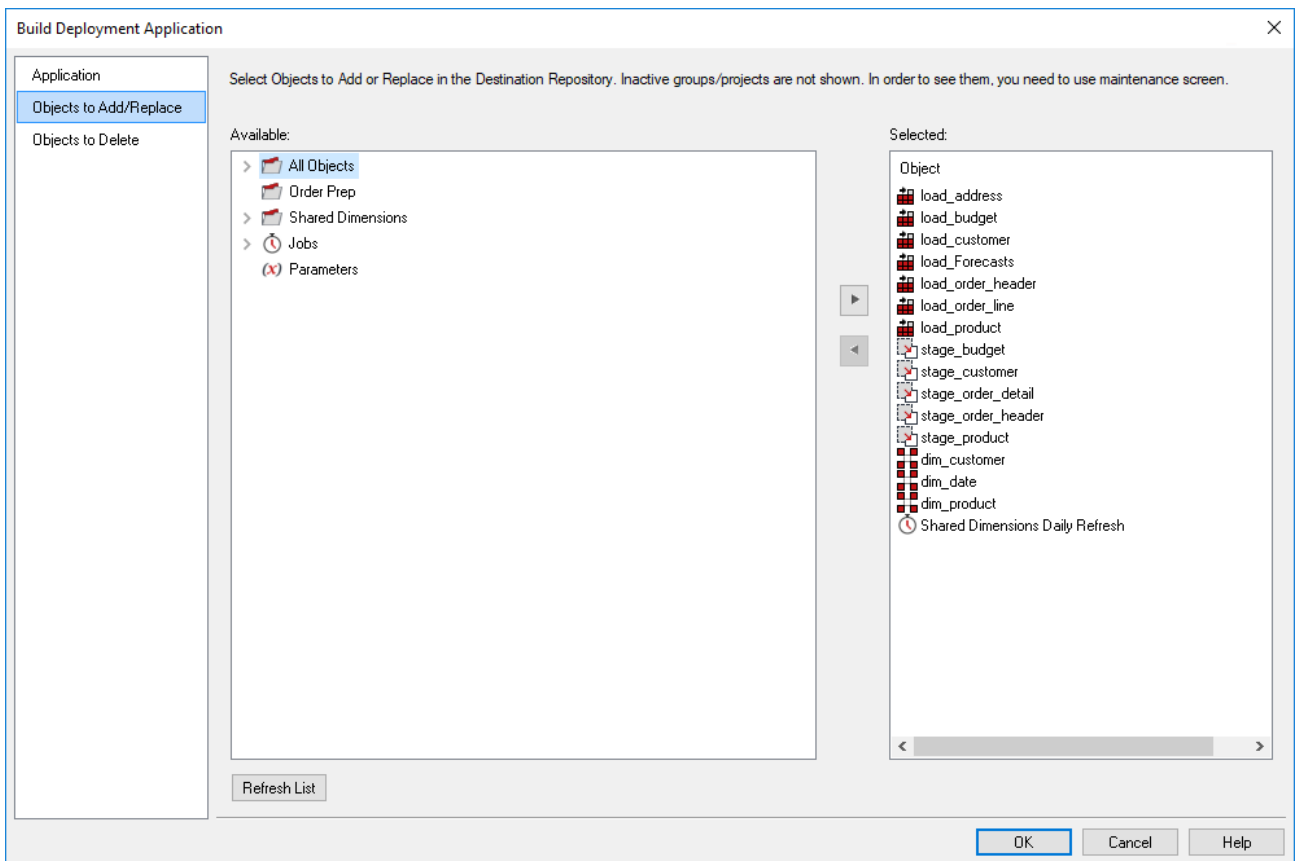 Build Deployment Application
Application
Objects to Add/Replace
Objects to Delete
Select Objects to Add or Replace in the Destination Repository. Inactive groups/projects are not shown. In order to see them, you need to use maintenance screen.
Available:
All Objects
Order Prep
Shared Dimensions
Jobs
(x) Parameters
Refresh List
Selected:
Object
load_address
load_budget
load_customer
load_Forecasts
load_order_header
load_order_line
load_product
stage_budget
stage_customer
stage_order_detail
stage_order_header
stage_product
dim_customer
dim_date
dim_product
Shared Dimensions Daily Refresh
OK
Cancel
Help